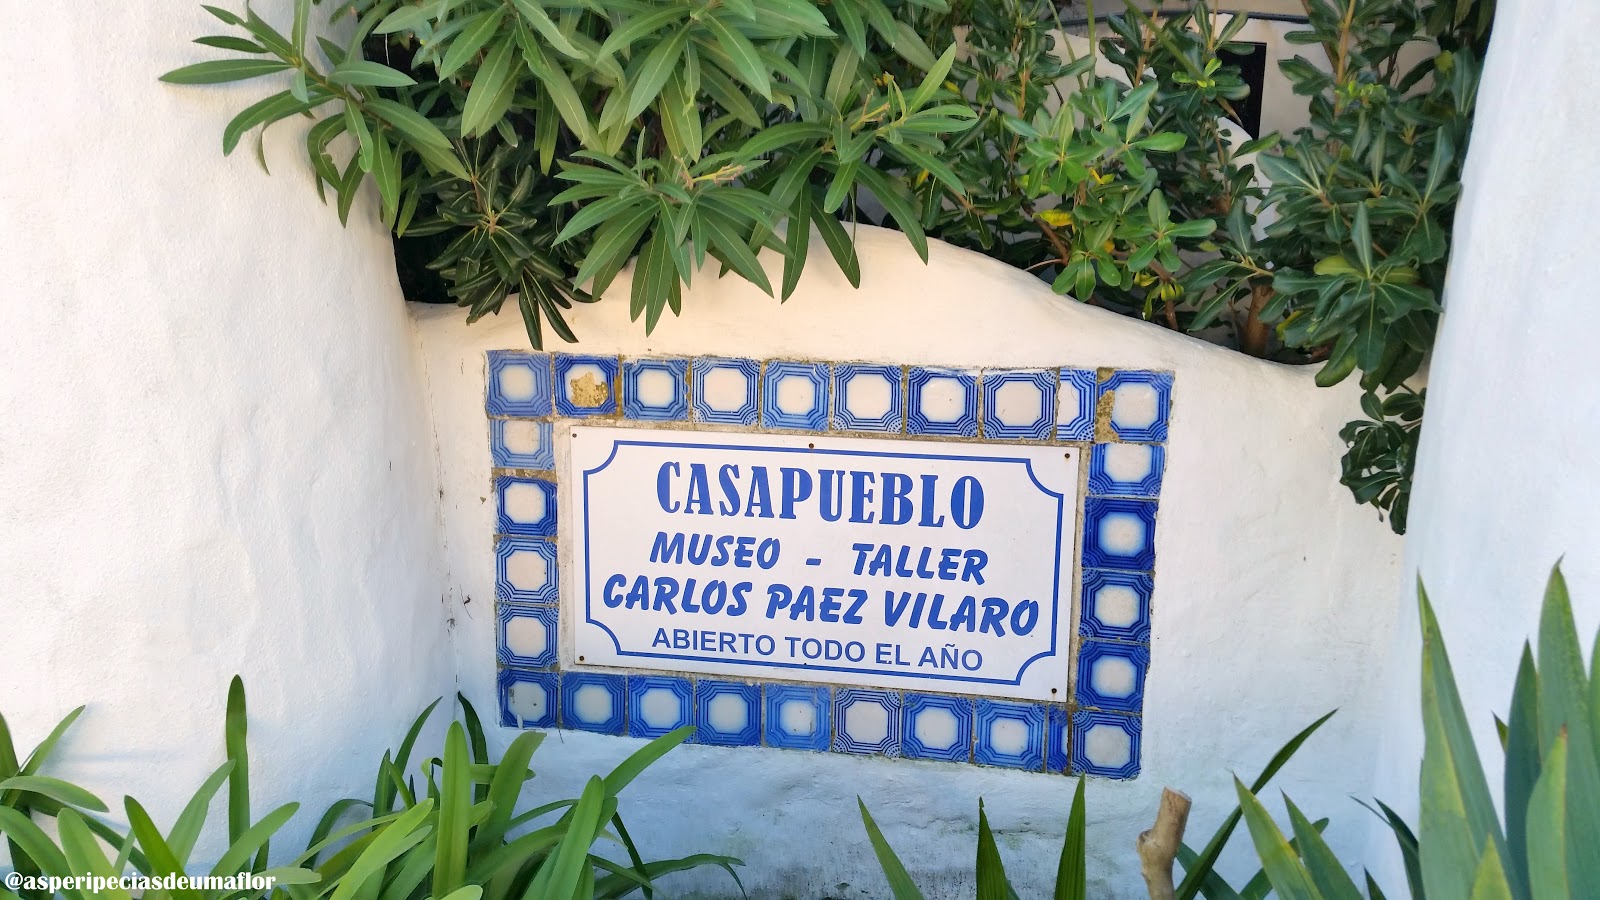 CASAPUEBLO
MUSEO - TALLER
CARLOS PAEZ VILARO
ABIERTO TODO EL AÑO
@asperipeciasdeumaflor